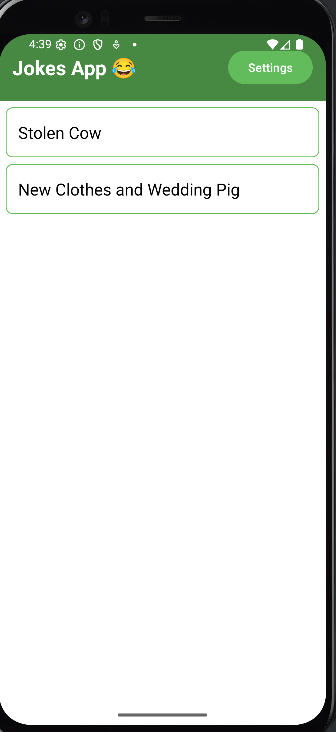 4:39
Jokes App 😂
Settings
Stolen Cow
New Clothes and Wedding Pig